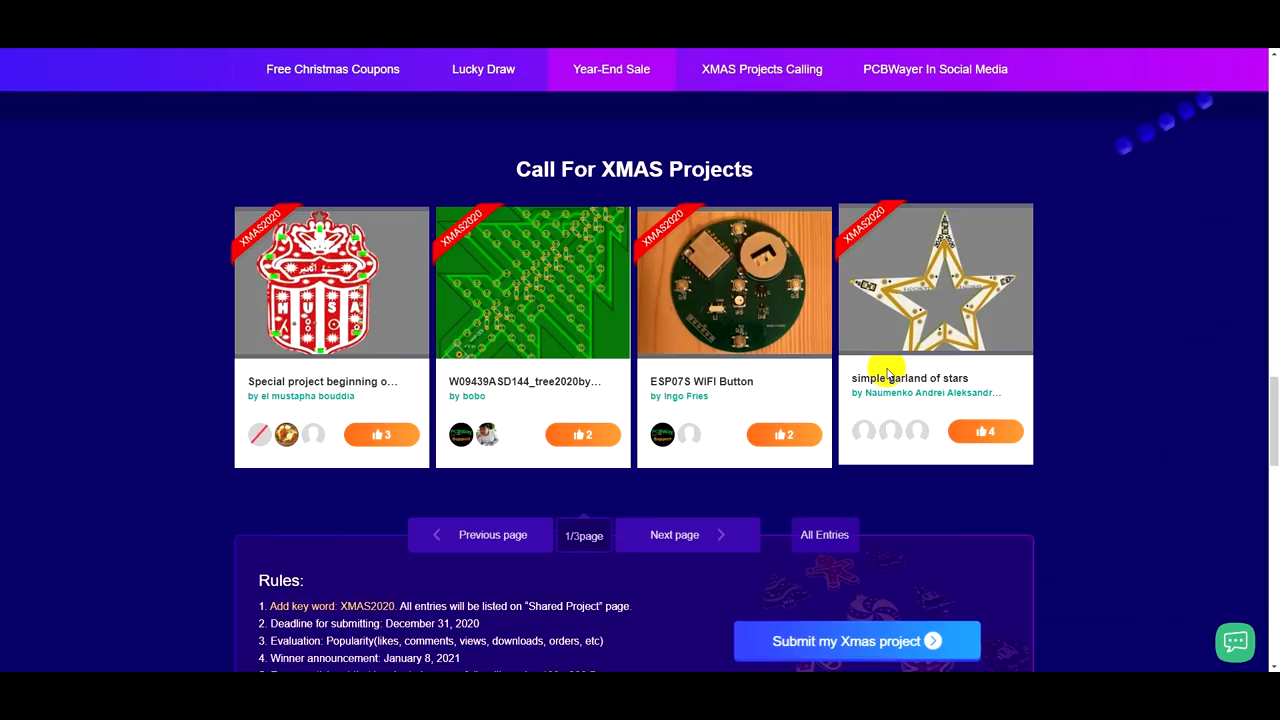 Free Christmas Coupons
Lucky Draw
Year-End Sale
XMAS Projects Calling
PCBWayer In Social Media
Call For XMAS Projects
XMAS2020
XMAS2020
XMAS2020
XMAS2020
H U S A
Special project beginning o...
by el mustapha bouddia
3
W09439ASD144_tree2020by...
by bobo
PCBWay
Support
2
ESP07S WIFI Button
by Ingo Fries
PCBWay
Support
2
simple garland of stars
by Naumenko Andrei Aleksandr...
4
Previous page
1/3page
Next page
All Entries
Rules:
1. Add key word: XMAS2020. All entries will be listed on “Shared Project” page.
2. Deadline for submitting: December 31, 2020
3. Evaluation: Popularity(likes, comments, views, downloads, orders, etc)
4. Winner announcement: January 8, 2021
Submit my Xmas project